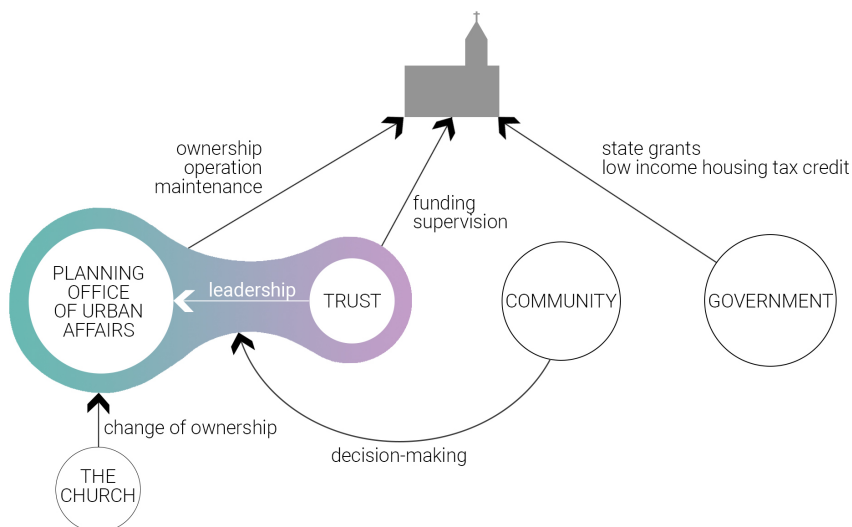 ownership
operation
maintenance
state grants
low income housing tax credit
funding
supervision
PLANNING
OFFICE
OF URBAN
AFFAIRS
leadership
TRUST
COMMUNITY
GOVERNMENT
change of ownership
decision-making
THE
CHURCH